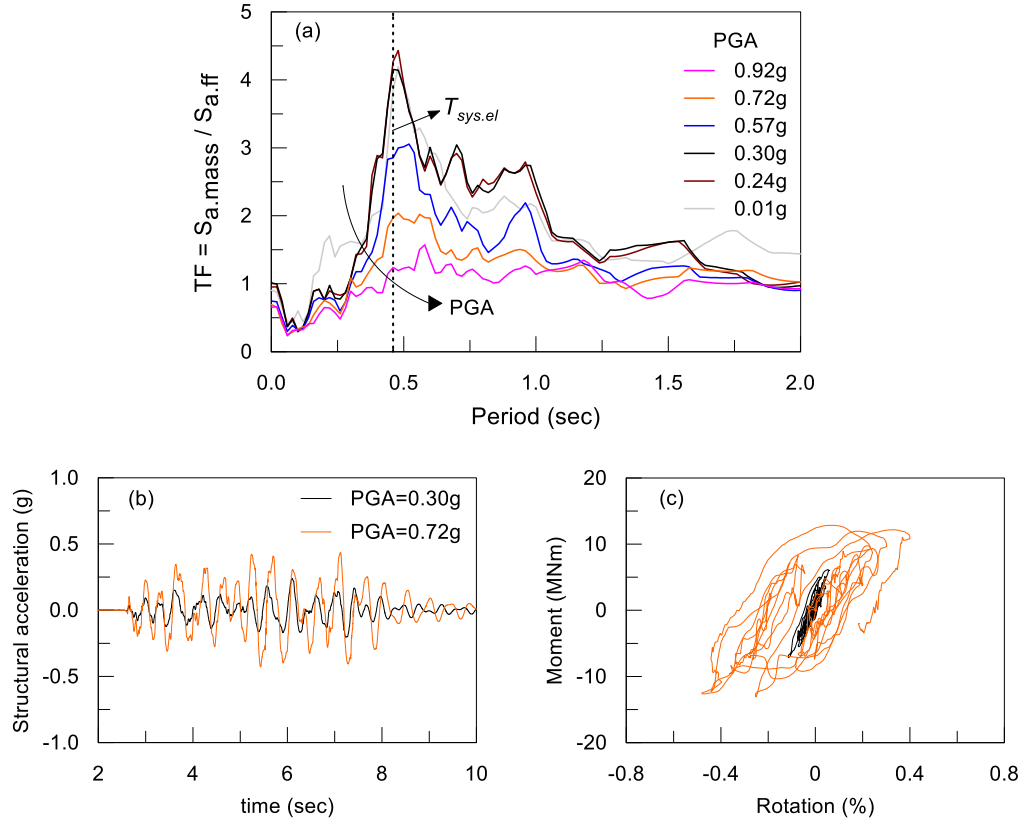 (a)
TF = S a.mass / S a.ff
5
4
3
2
1
0
T sys.el
PGA
PGA
0.92g
0.72g
0.57g
0.30g
0.24g
0.01g
0.0 0.5 1.0 1.5 2.0
Period (sec)
(b)
Structural acceleration (g)
1.0
0.5
0.0
-0.5
-1.0
PGA=0.30g
PGA=0.72g
2 4 6 8 10
time (sec)
(c)
Moment (MNm)
20
10
0
-10
-20
-0.8 -0.4 0 0.4 0.8
Rotation (%)